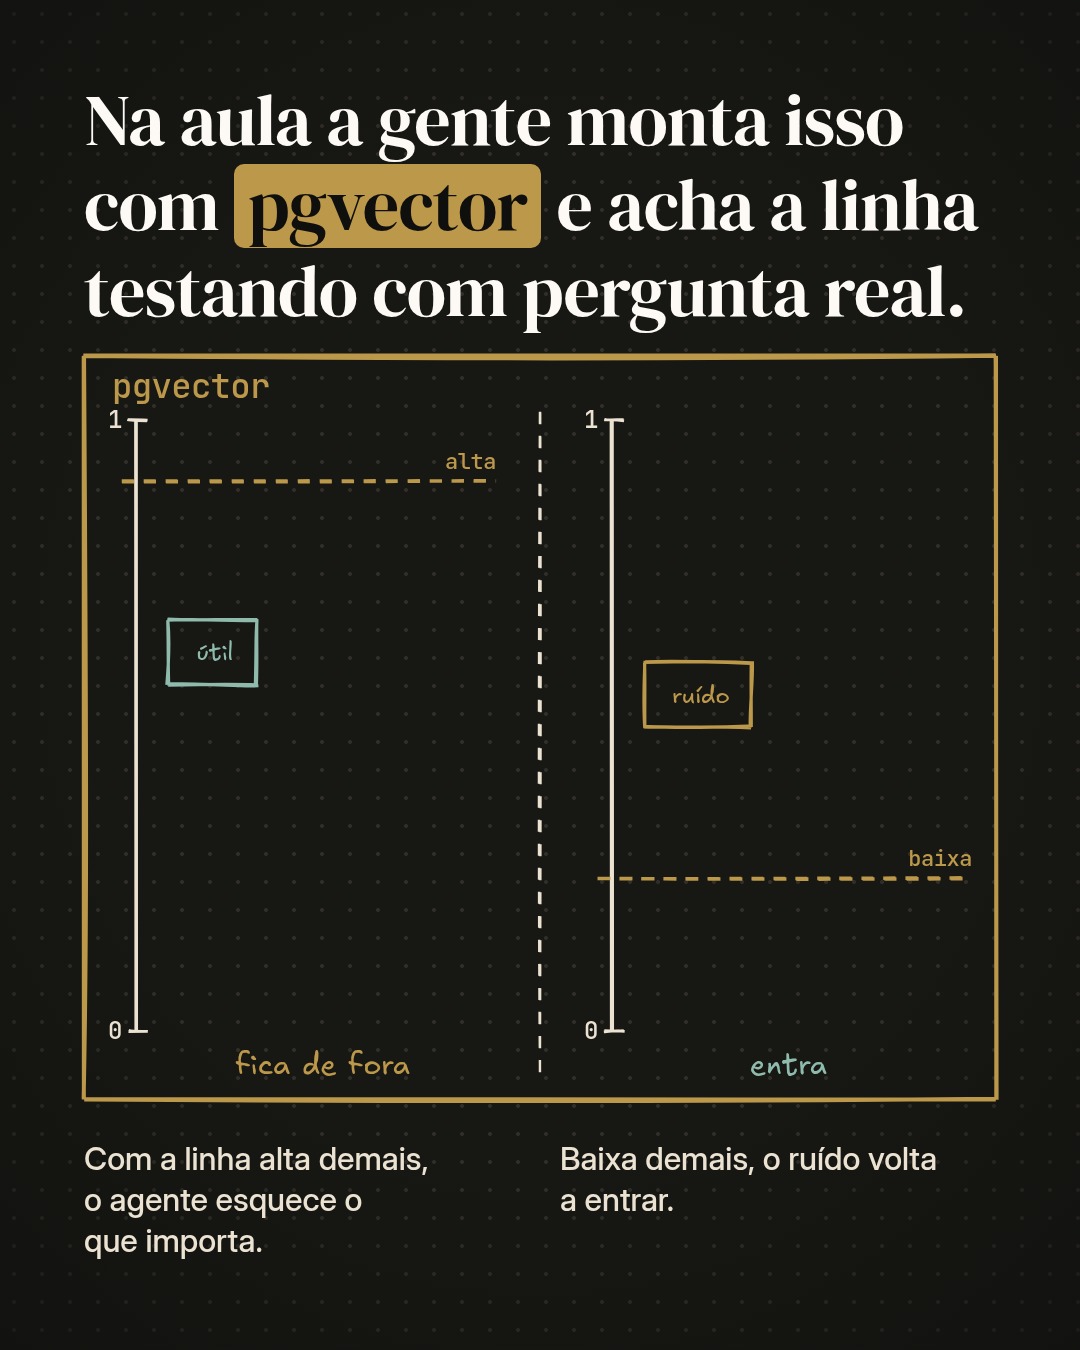 Na aula a gente monta isso
com pgvector e acha a linha
testando com pergunta real.
pgvector
1
alta
útil
0
fica de fora
1
ruído
baixa
0
entra
Com a linha alta demais,
o agente esquece o
que importa.
Baixa demais, o ruído volta
a entrar.